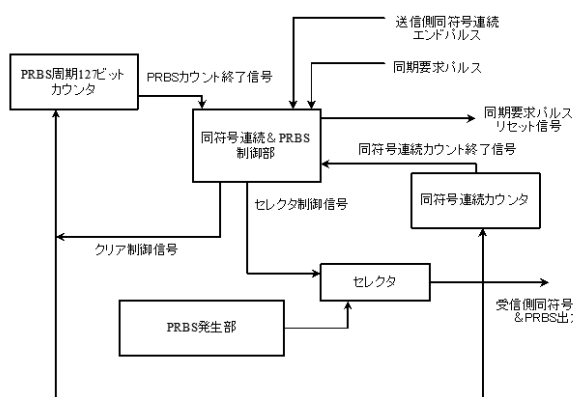 送信側同符号連続
エンドパルス
PRBS周期127ビット
カウンタ
PRBSカウント終了信号
同期要求パルス
同符号連続＆PRBS
制御部
同期要求パルス
リセット信号
同符号連続カウント終了信号
セレクタ制御信号
同符号連続カウンタ
クリア制御信号
セレクタ
受信側同符号
&PRBS出力
PRBS発生部